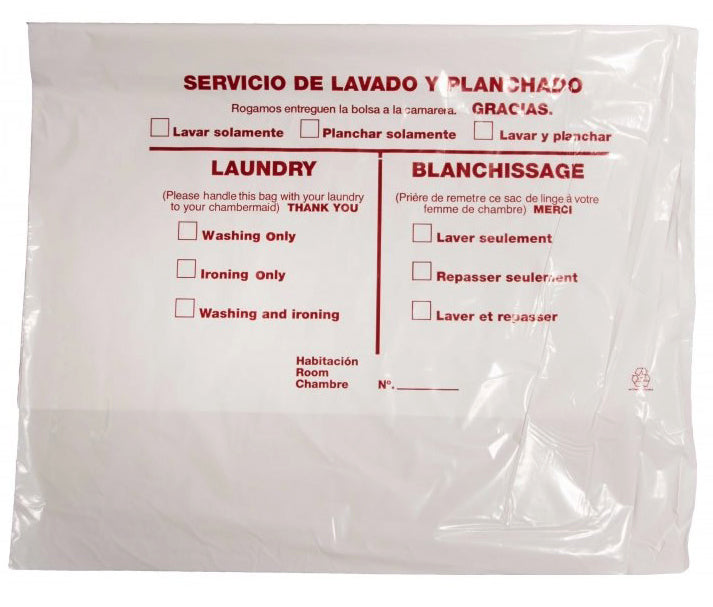 SERVICIO DE LAVADO Y PLANCHADO
Rogamos entreguen la bolsa a la camarera. GRACIAS.
Lavar solamente Planchar solamente Lavar y planchar
LAUNDRY
(Please handle this bag with your laundry
to your chambermaid) THANK YOU
Washing Only
Ironing Only
Washing and ironing
BLANCHISSAGE
(Prière de remetre ce sac de linge à votre
femme de chambre) MERCI
Laver seulement
Repasser seulement
Laver et repasser
Habitación
Room
Chambre Nº.